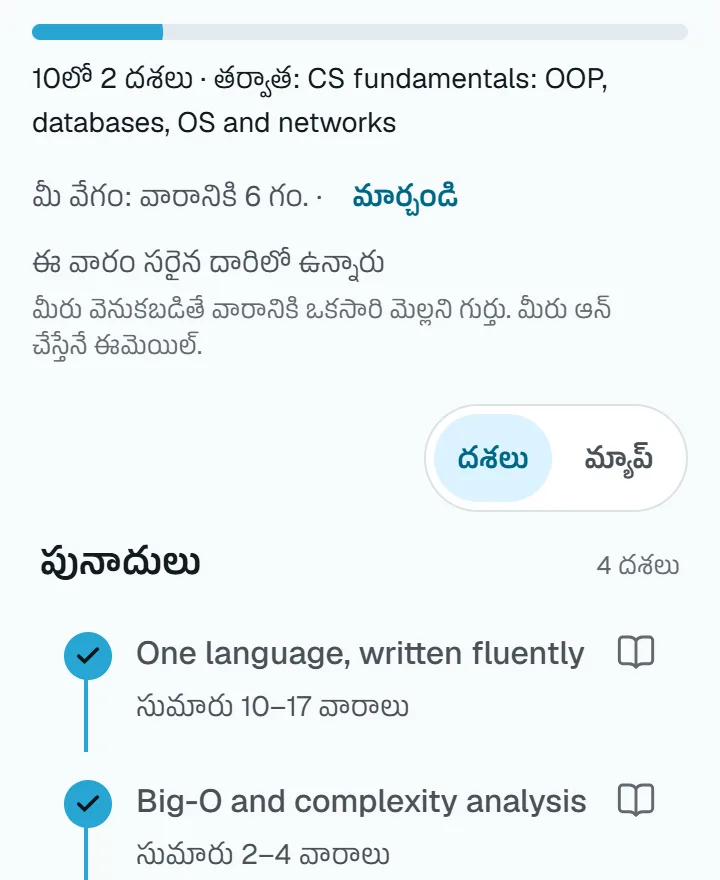 10లో 2 దశలు · తర్వాత: CS fundamentals: OOP,
databases, OS and networks
మీ వేగం: వారానికి 6 గం. · మార్చండి
ఈ వారం సరైన దారిలో ఉన్నారు
మీరు వెనుకబడితే వారానికి ఒకసారి మెల్లని గుర్తు. మీరు ఆన్
చేస్తేనే ఈమెయిల్.
దశలు మ్యాప్
పునాదులు 4 దశలు
One language, written fluently
సుమారు 10–17 వారాలు
Big-O and complexity analysis
సుమారు 2–4 వారాలు